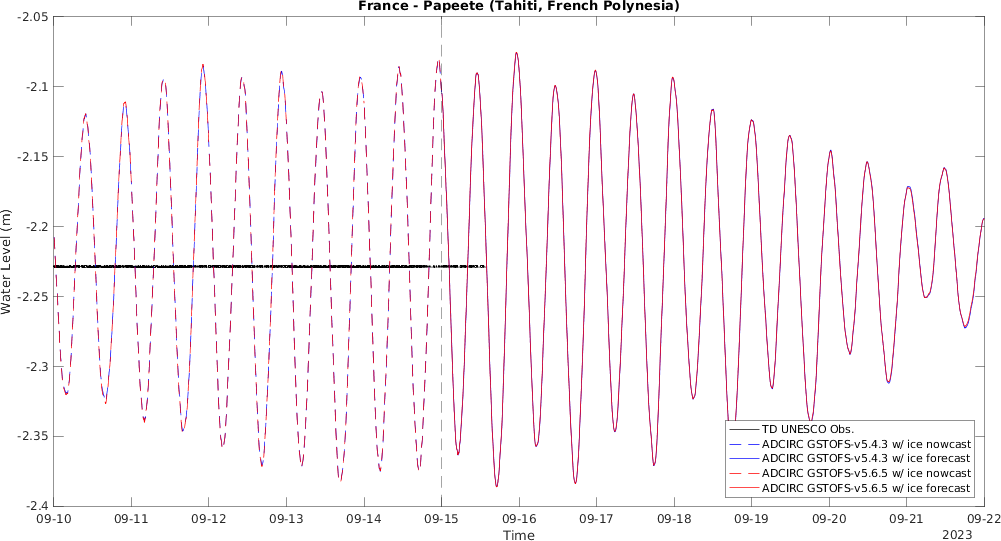 France - Papeete (Tahiti, French Polynesia)
Water Level (m)
-2.05
-2.1
-2.15
-2.2
-2.25
-2.3
-2.35
-2.4
TD UNESCO Obs.
ADCIRC GSTOFS-v5.4.3 w/ ice nowcast
ADCIRC GSTOFS-v5.4.3 w/ ice forecast
ADCIRC GSTOFS-v5.6.5 w/ ice nowcast
ADCIRC GSTOFS-v5.6.5 w/ ice forecast
09-10 09-11 09-12 09-13 09-14 09-15 09-16 09-17 09-18 09-19 09-20 09-21 09-22
Time
2023